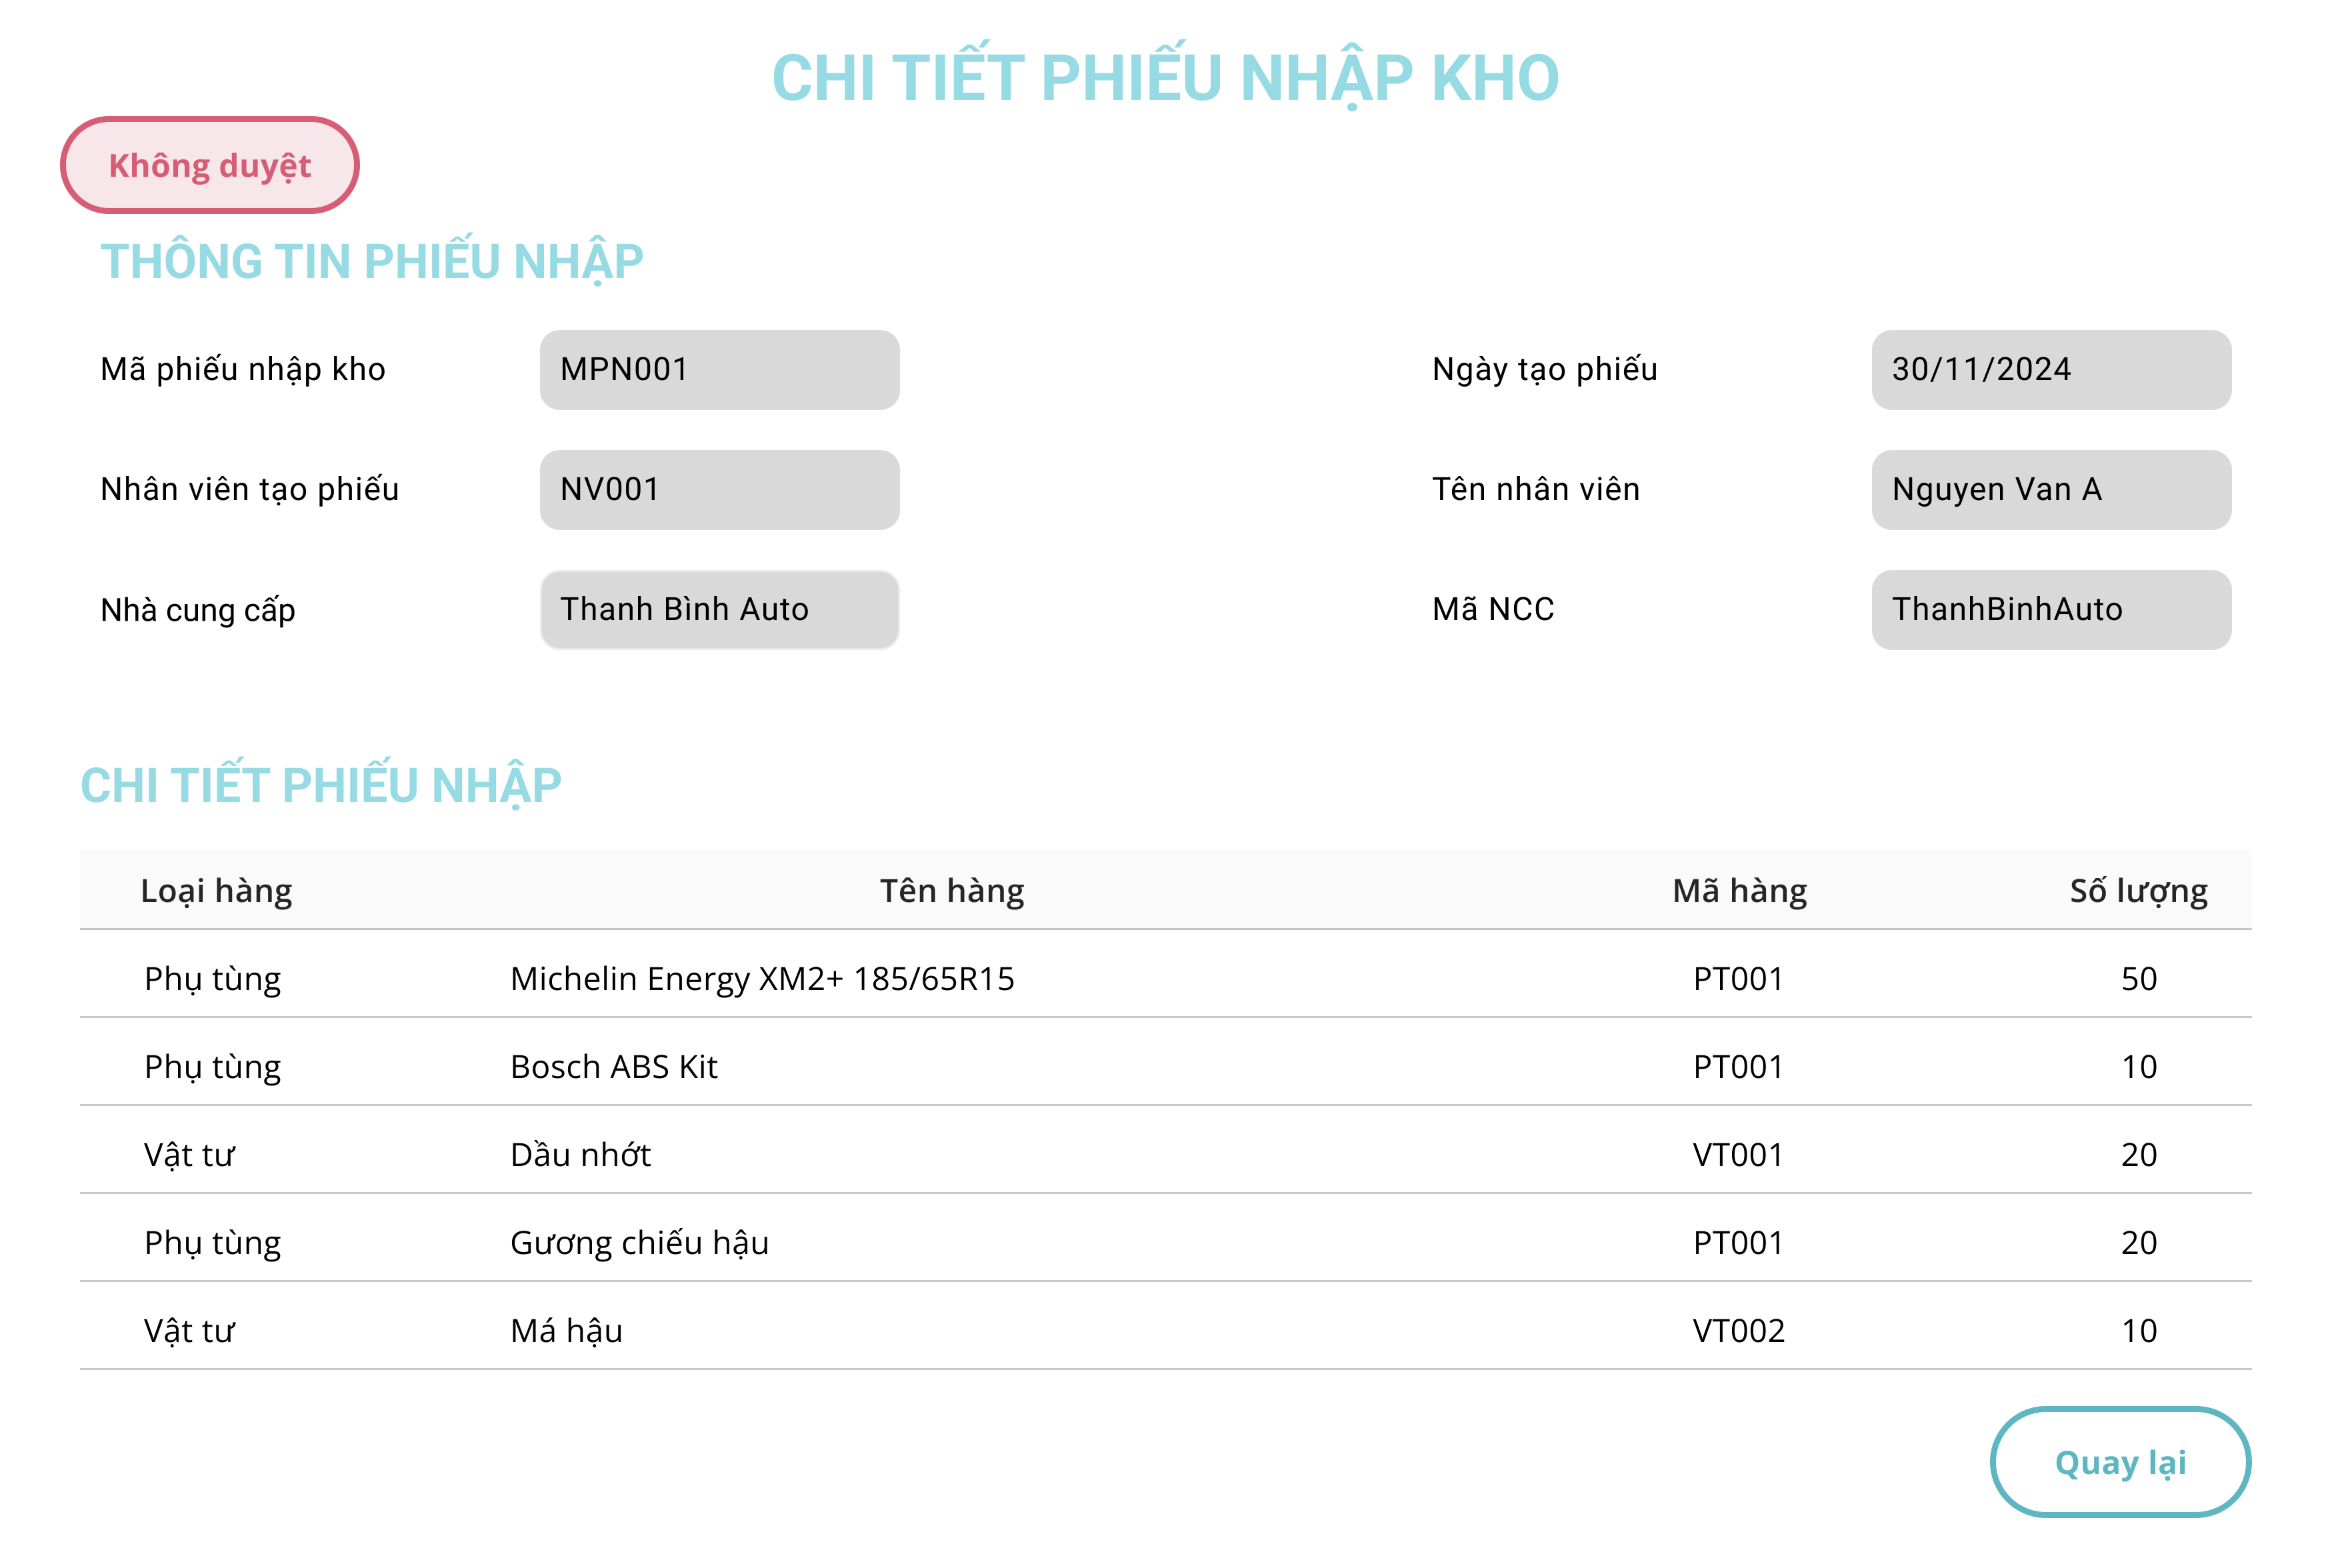 CHI TIẾT PHIẾU NHẬP KHO
Không duyệt
THÔNG TIN PHIẾU NHẬP
Mã phiếu nhập kho MPN001 Ngày tạo phiếu 30/11/2024
Nhân viên tạo phiếu NV001 Tên nhân viên Nguyen Van A
Nhà cung cấp Thanh Bình Auto Mã NCC ThanhBinhAuto
CHI TIẾT PHIẾU NHẬP
Loại hàng Tên hàng Mã hàng Số lượng
Phụ tùng Michelin Energy XM2+ 185/65R15 PT001 50
Phụ tùng Bosch ABS Kit PT001 10
Vật tư Dầu nhớt VT001 20
Phụ tùng Gương chiếu hậu PT001 20
Vật tư Má hậu VT002 10
Quay lại